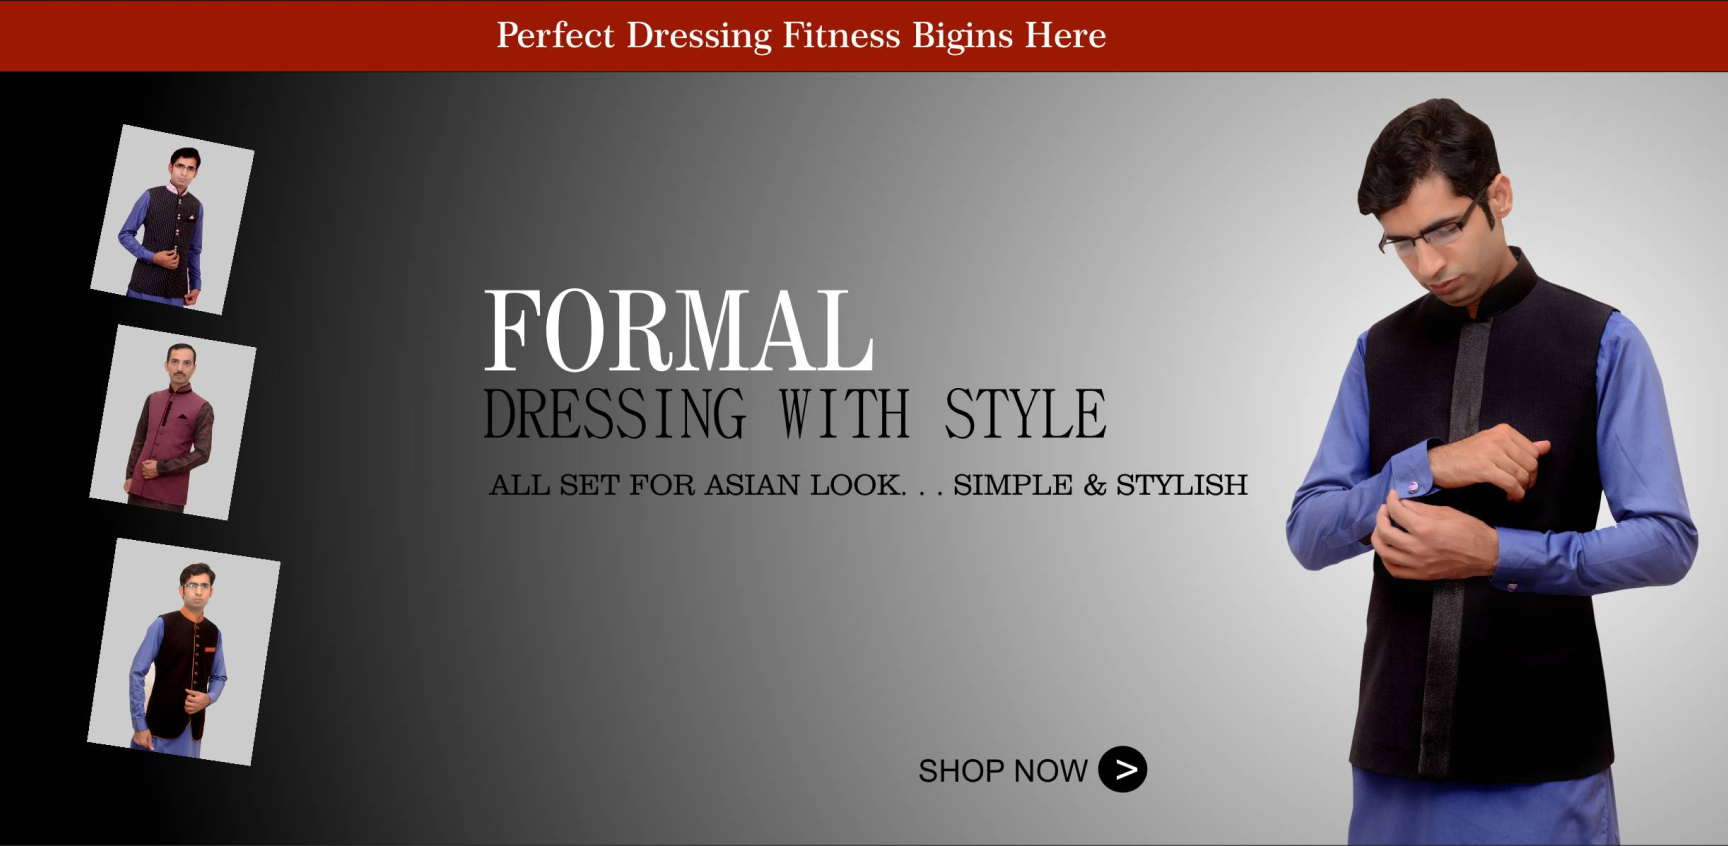 Perfect Dressing Fitness Bigins Here
FORMAL
DRESSING WITH STYLE
ALL SET FOR ASIAN LOOK. . . SIMPLE & STYLISH
SHOP NOW >